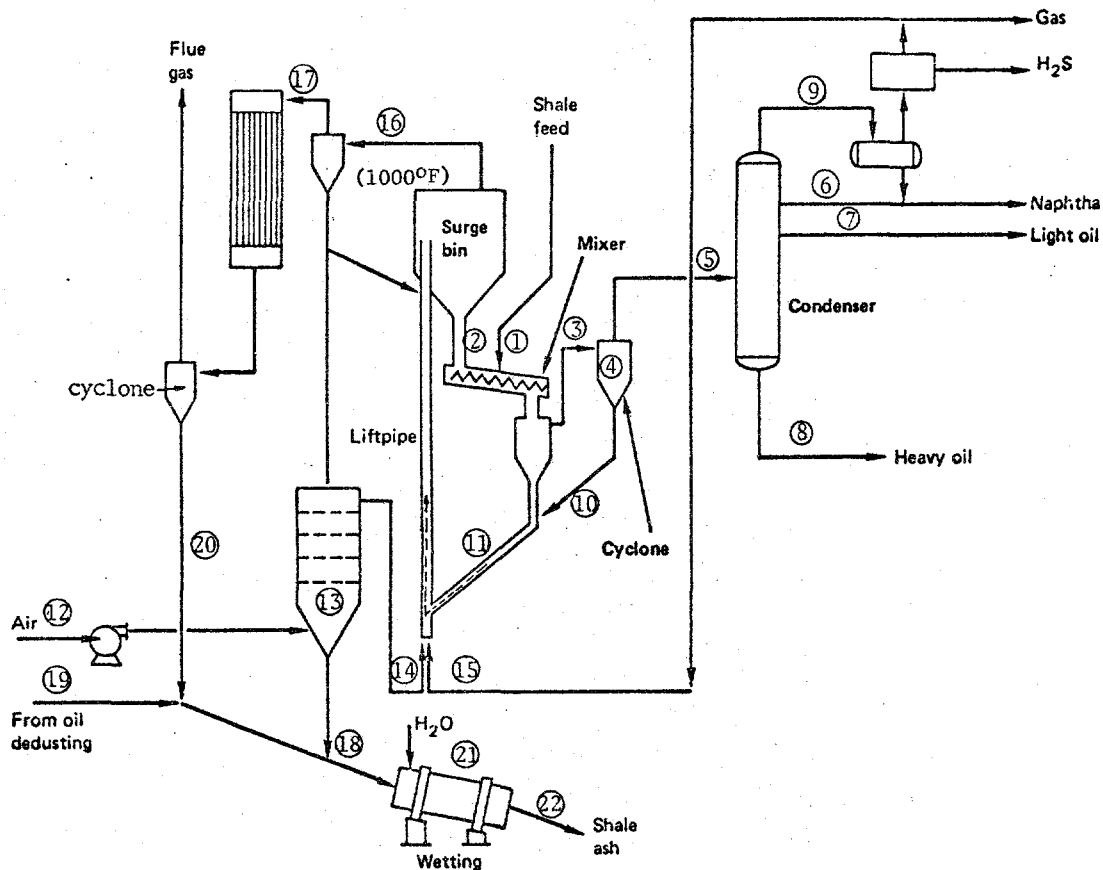 Gas
Flue
gas
H₂S
⑰
⑨
Shale
feed
⑯
(1000°F)
⑥
Naphtha
⑦
Light oil
Surge
bin
Mixer
⑤
Condenser
②
①
③
④
cyclone
Liftpipe
⑧
Heavy oil
⑩
⑪
Cyclone
⑳
⑬
Air
⑫
⑭
⑮
⑲
From oil
dedusting
H₂O
⑱
㉑
㉒
Shale
ash
Wetting